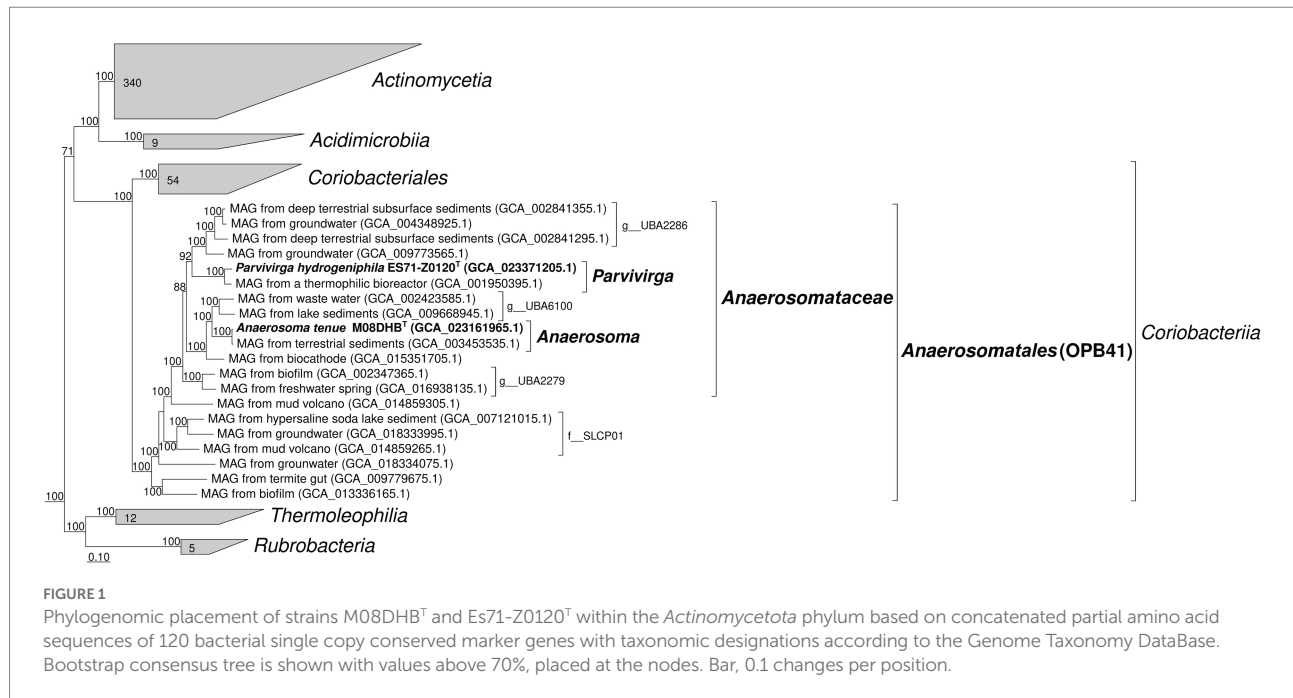 100
340
Actinomycetia
100
100
9
Acidimicrobiia
71
100
54
Coriobacteriales
100
100
MAG from deep terrestrial subsurface sediments (GCA_002841355.1)
100
MAG from groundwater (GCA_004348925.1)
g__UBA2286
100
MAG from deep terrestrial subsurface sediments (GCA_002841295.1)
92
MAG from groundwater (GCA_009773565.1)
100
Parvivirga hydrogeniphila ES71-Z0120ᵀ (GCA_023371205.1)
Parvivirga
MAG from a thermophilic bioreactor (GCA_001950395.1)
88
100
MAG from waste water (GCA_002423585.1)
g__UBA6100
100
MAG from lake sediments (GCA_009668945.1)
Anaerosomataceae
100
Anaerosoma tenue M08DHBᵀ (GCA_023161965.1)
Anaerosoma
100
MAG from terrestrial sediments (GCA_003453535.1)
Anaerosomatales (OPB41)
Coriobacteriia
MAG from biocathode (GCA_015351705.1)
100
100
MAG from biofilm (GCA_002347365.1)
g__UBA2279
100
MAG from freshwater spring (GCA_016938135.1)
MAG from mud volcano (GCA_014859305.1)
100
MAG from hypersaline soda lake sediment (GCA_007121015.1)
MAG from groundwater (GCA_018333995.1)
f__SLCP01
100
100
MAG from mud volcano (GCA_014859265.1)
MAG from grounwater (GCA_018334075.1)
100
MAG from termite gut (GCA_009779675.1)
100
MAG from biofilm (GCA_013336165.1)
100
100
12
Thermoleophilia
100
100
5
Rubrobacteria
0.10
FIGURE 1
Phylogenomic placement of strains M08DHBᵀ and Es71-Z0120ᵀ within the Actinomycetota phylum based on concatenated partial amino acid
sequences of 120 bacterial single copy conserved marker genes with taxonomic designations according to the Genome Taxonomy DataBase.
Bootstrap consensus tree is shown with values above 70%, placed at the nodes. Bar, 0.1 changes per position.